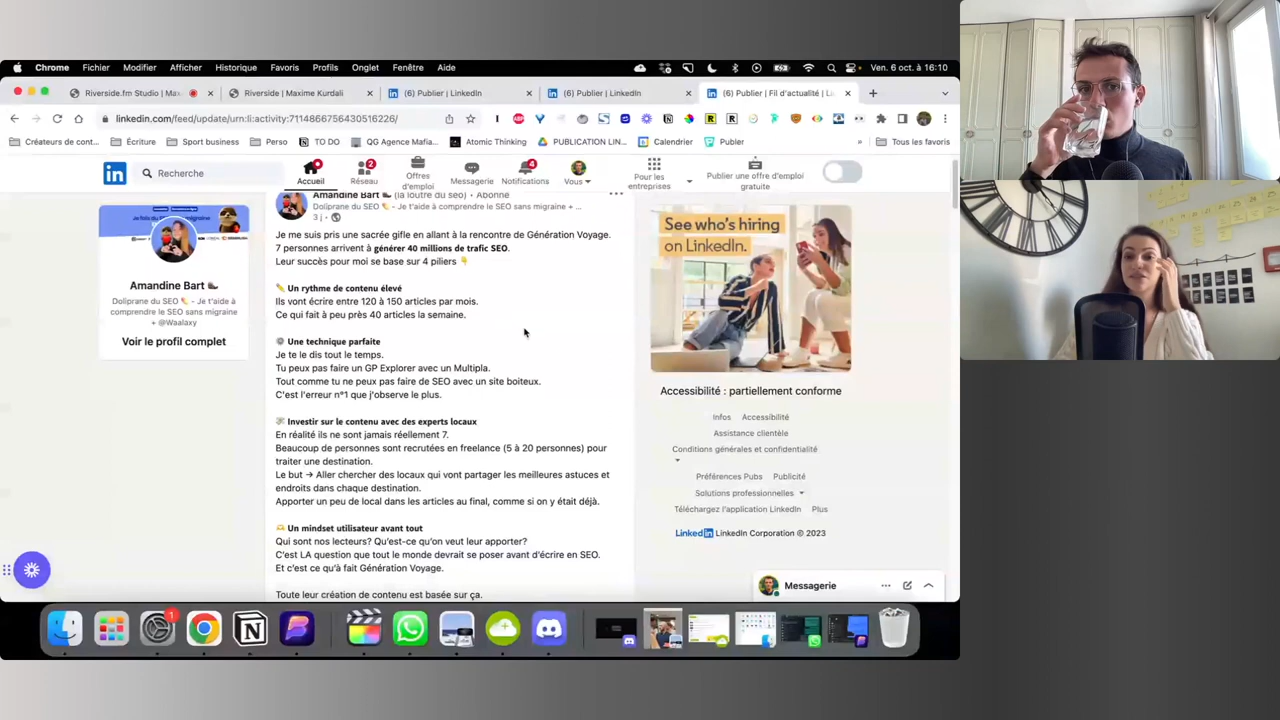 Chrome Fichier Modifier Afficher Historique Favoris Profils Onglet Fenêtre Aide Ven. 6 oct. à 16:10
Riverside.fm Studio | Max Riverside | Maxime Kurdali (6) Publier | LinkedIn (6) Publier | LinkedIn (6) Publier | Fil d'actualité | L
linkedin.com/feed/update/urn:li:activity:7114866756430516226/
Créateurs de cont... Écriture Sport business Perso TO DO QG Agence Mafia... Atomic Thinking PUBLICATION LIN... Calendrier Publier » Tous les favoris
in Recherche
Accueil
2
Réseau
Offres d'emploi
Messagerie
4
Notifications
Vous
Pour les entreprises
Publier une offre d'emploi gratuite
Amandine Bart (la loutre du seo) • Abonné
Doliprane du SEO - Je t'aide à comprendre le SEO sans migraine + ...
3 j •
Je me suis pris une sacrée gifle en allant à la rencontre de Génération Voyage.
7 personnes arrivent à générer 40 millions de trafic SEO.
Leur succès pour moi se base sur 4 piliers 👇
✏️ Un rythme de contenu élevé
Ils vont écrire entre 120 à 150 articles par mois.
Ce qui fait à peu près 40 articles la semaine.
Une technique parfaite
Je te le dis tout le temps.
Tu peux pas faire un GP Explorer avec un Multipla.
Tout comme tu ne peux pas faire de SEO avec un site boiteux.
C'est l'erreur n°1 que j'observe le plus.
Investir sur le contenu avec des experts locaux
En réalité ils ne sont jamais réellement 7.
Beaucoup de personnes sont recrutées en freelance (5 à 20 personnes) pour
traiter une destination.
Le but → Aller chercher des locaux qui vont partager les meilleures astuces et
endroits dans chaque destination.
Apporter un peu de local dans les articles au final, comme si on y était déjà.
Un mindset utilisateur avant tout
Qui sont nos lecteurs? Qu'est-ce qu'on veut leur apporter?
C'est LA question que tout le monde devrait se poser avant d'écrire en SEO.
Et c'est ce qu'à fait Génération Voyage.
Toute leur création de contenu est basée sur ça.
Amandine Bart
Doliprane du SEO - Je t'aide à
comprendre le SEO sans migraine
+ @Waalaxy
Voir le profil complet
See who's hiring
on LinkedIn.
Accessibilité : partiellement conforme
Infos Accessibilité
Assistance clientèle
Conditions générales et confidentialité
Préférences Pubs Publicité
Solutions professionnelles
Téléchargez l'application LinkedIn Plus
LinkedIn LinkedIn Corporation © 2023
Messagerie
1